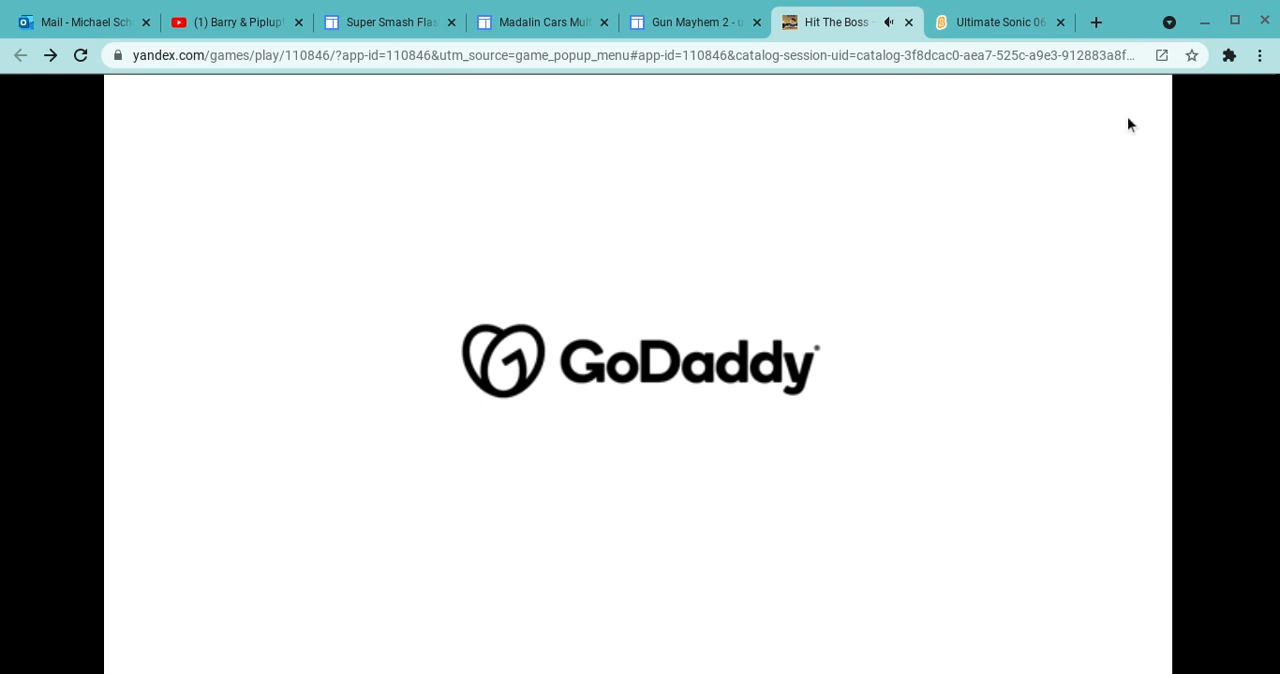 Mail - Michael Sch
(1) Barry & Piplup
Super Smash Flas
Madalin Cars Mult
Gun Mayhem 2 - u
Hit The Boss -
Ultimate Sonic 06
yandex.com/games/play/110846/?app-id=110846&utm_source=game_popup_menu#app-id=110846&catalog-session-uid=catalog-3f8dcac0-aea7-525c-a9e3-912883a8f...
GoDaddy